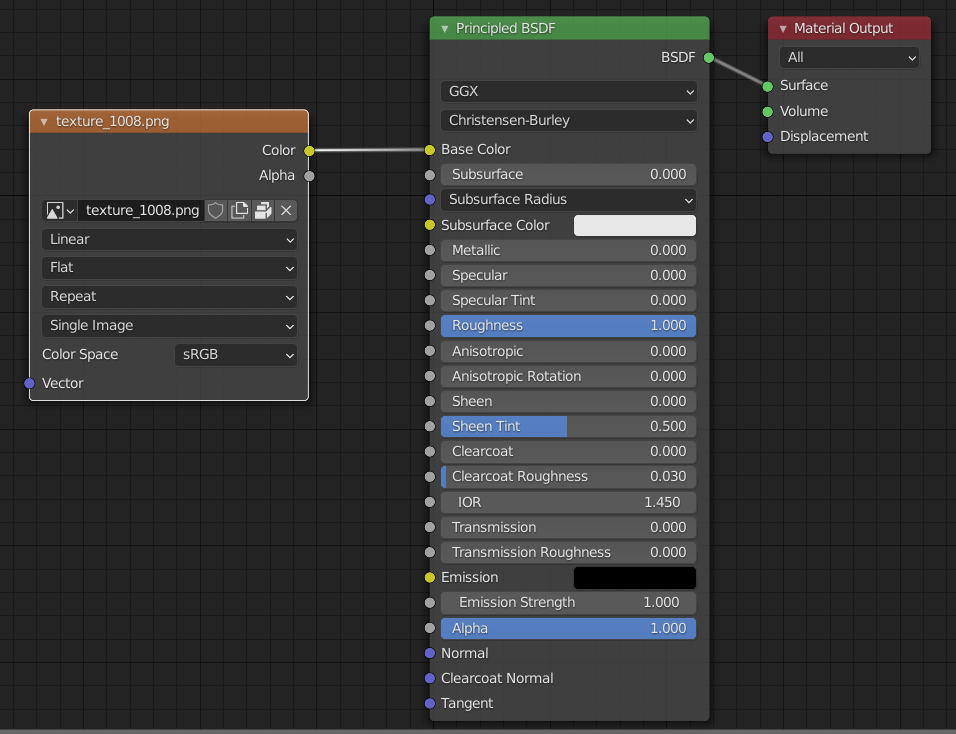 texture_1008.png
Color
Alpha
texture_1008.png
Linear
Flat
Repeat
Single Image
Color Space sRGB
Vector
Principled BSDF
BSDF
GGX
Christensen-Burley
Base Color
Subsurface 0.000
Subsurface Radius
Subsurface Color
Metallic 0.000
Specular 0.000
Specular Tint 0.000
Roughness 1.000
Anisotropic 0.000
Anisotropic Rotation 0.000
Sheen 0.000
Sheen Tint 0.500
Clearcoat 0.000
Clearcoat Roughness 0.030
IOR 1.450
Transmission 0.000
Transmission Roughness 0.000
Emission
Emission Strength 1.000
Alpha 1.000
Normal
Clearcoat Normal
Tangent
Material Output
All
Surface
Volume
Displacement